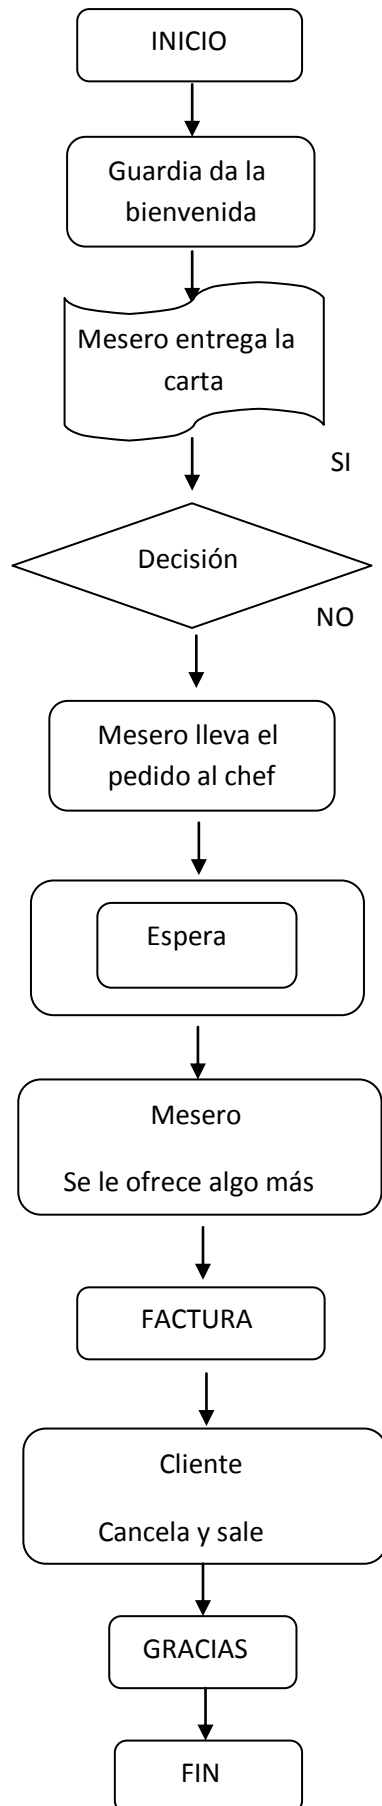 INICIO
Guardia da la
bienvenida
Mesero entrega la
carta
SI
Decisión
NO
Mesero lleva el
pedido al chef
Espera
Mesero
Se le ofrece algo más
FACTURA
Cliente
Cancela y sale
GRACIAS
FIN